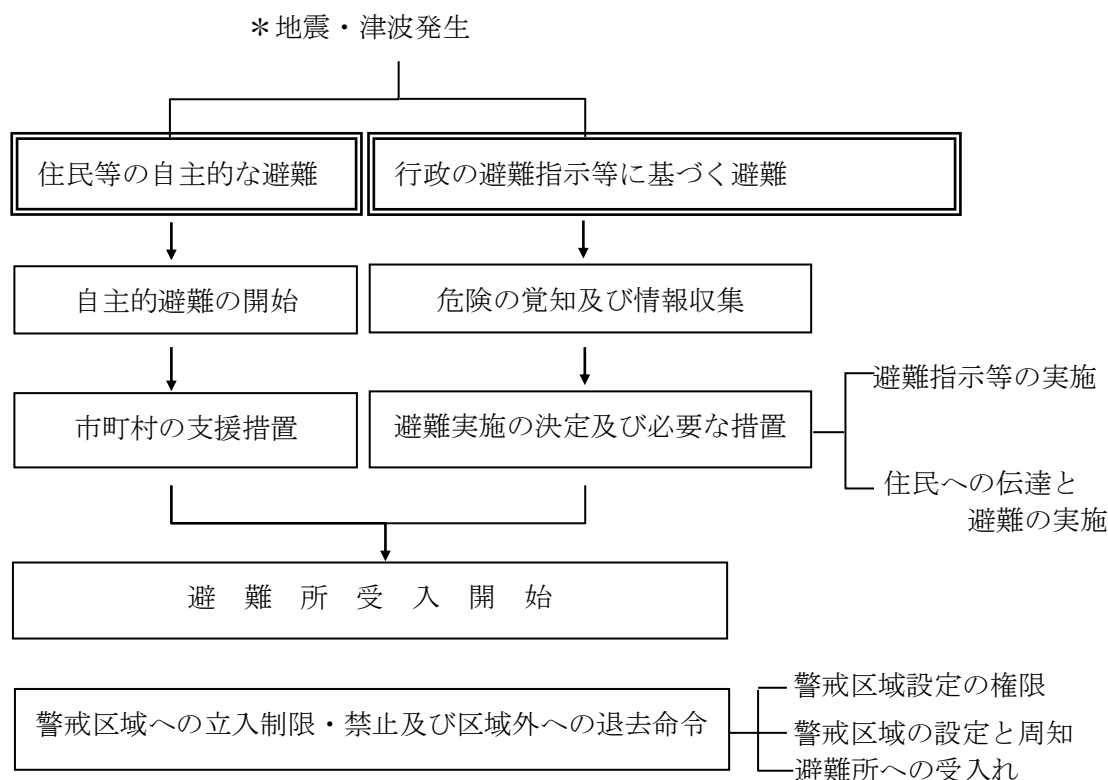 ＊地震・津波発生
住民等の自主的な避難
行政の避難指示等に基づく避難
自主的避難の開始
危険の覚知及び情報収集
市町村の支援措置
避難実施の決定及び必要な措置
避難指示等の実施
住民への伝達と
避難の実施
避　難　所　受　入　開　始
警戒区域への立入制限・禁止及び区域外への退去命令
警戒区域設定の権限
警戒区域の設定と周知
避難所への受入れ